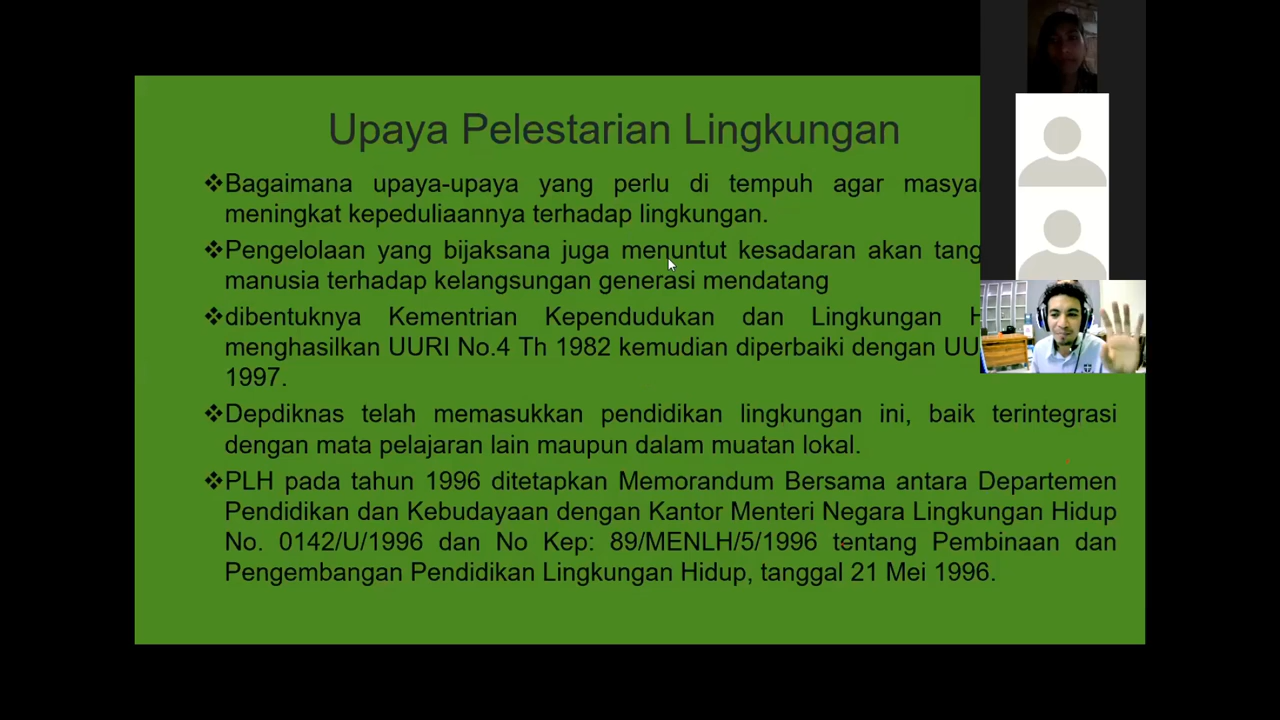 Upaya Pelestarian Lingkungan
❖Bagaimana upaya-upaya yang perlu di tempuh agar
meningkat kepeduliaannya terhadap lingkungan.
❖Pengelolaan yang bijaksana juga menuntut kesadaran akan
manusia terhadap kelangsungan generasi mendatang
❖dibentuknya Kementrian Kependudukan dan Lingkungan
menghasilkan UURI No.4 Th 1982 kemudian diperbaiki dengan
1997.
❖Depdiknas telah memasukkan pendidikan lingkungan ini, baik terintegrasi
dengan mata pelajaran lain maupun dalam muatan lokal.
❖PLH pada tahun 1996 ditetapkan Memorandum Bersama antara Departemen
Pendidikan dan Kebudayaan dengan Kantor Menteri Negara Lingkungan Hidup
No. 0142/U/1996 dan No Kep: 89/MENLH/5/1996 tentang Pembinaan dan
Pengembangan Pendidikan Lingkungan Hidup, tanggal 21 Mei 1996.